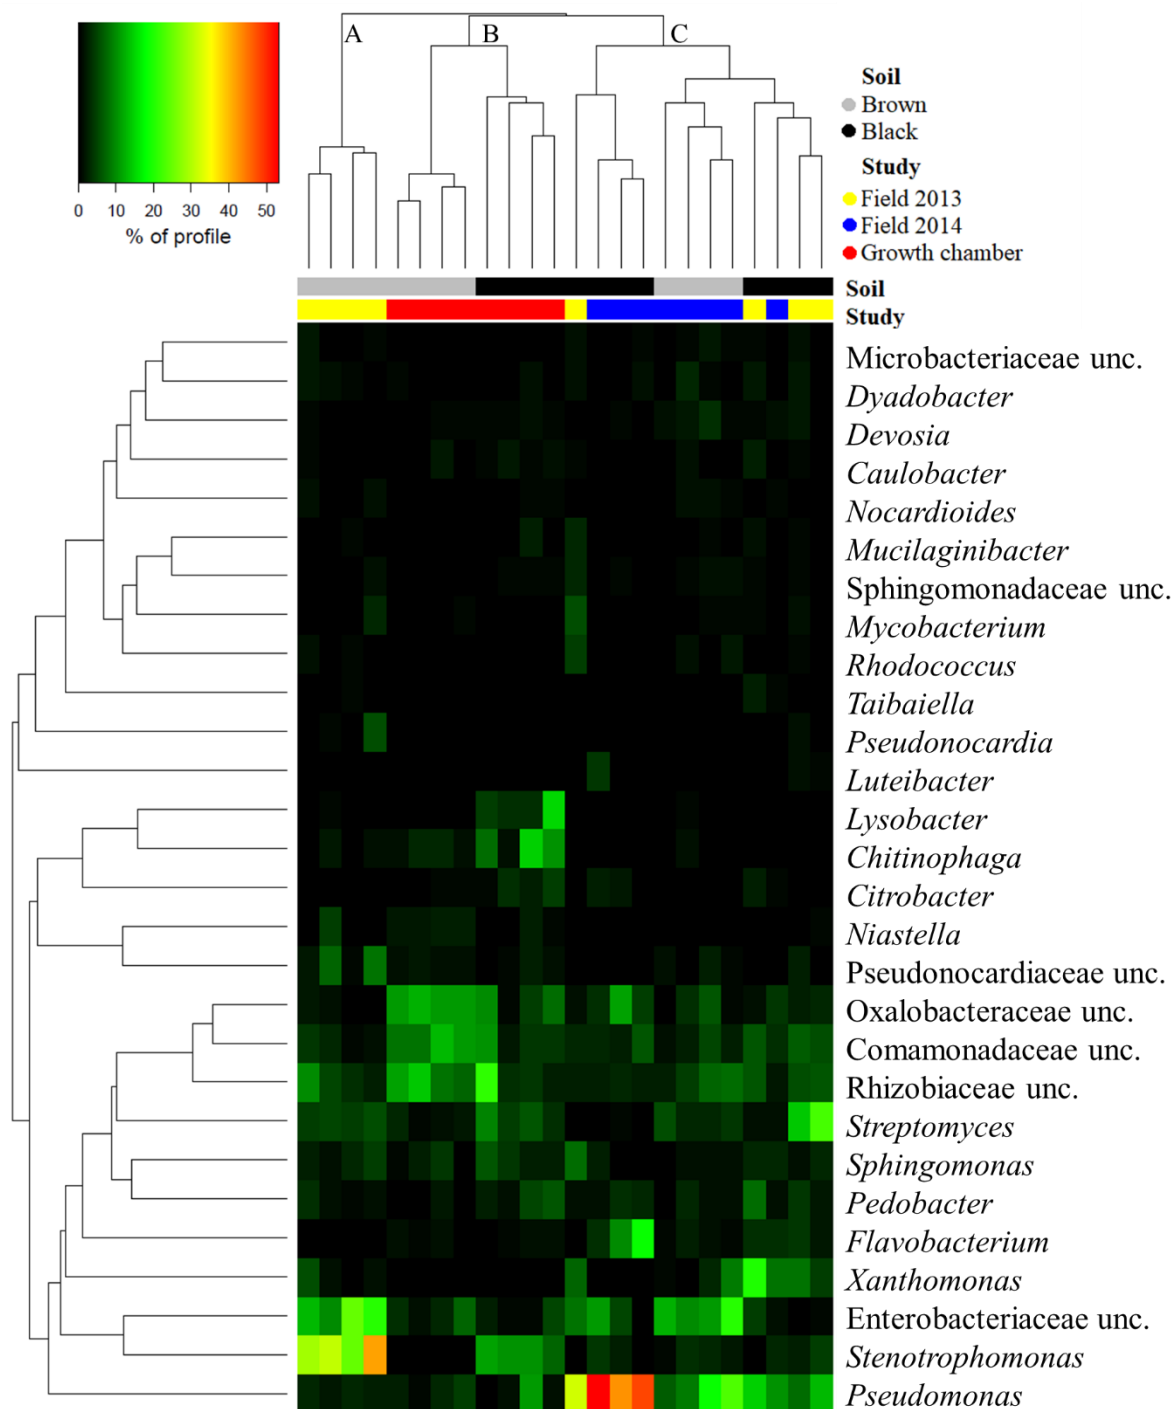 A
B
C
0 10 20 30 40 50
% of profile
Soil
Brown
Black
Study
Field 2013
Field 2014
Growth chamber
Soil
Study
Microbacteriaceae unc.
Dyadobacter
Devosia
Caulobacter
Nocardioides
Mucilaginibacter
Sphingomonadaceae unc.
Mycobacterium
Rhodococcus
Taibaiella
Pseudonocardia
Luteibacter
Lysobacter
Chitinophaga
Citrobacter
Niastella
Pseudonocardiaceae unc.
Oxalobacteraceae unc.
Comamonadaceae unc.
Rhizobiaceae unc.
Streptomyces
Sphingomonas
Pedobacter
Flavobacterium
Xanthomonas
Enterobacteriaceae unc.
Stenotrophomonas
Pseudomonas